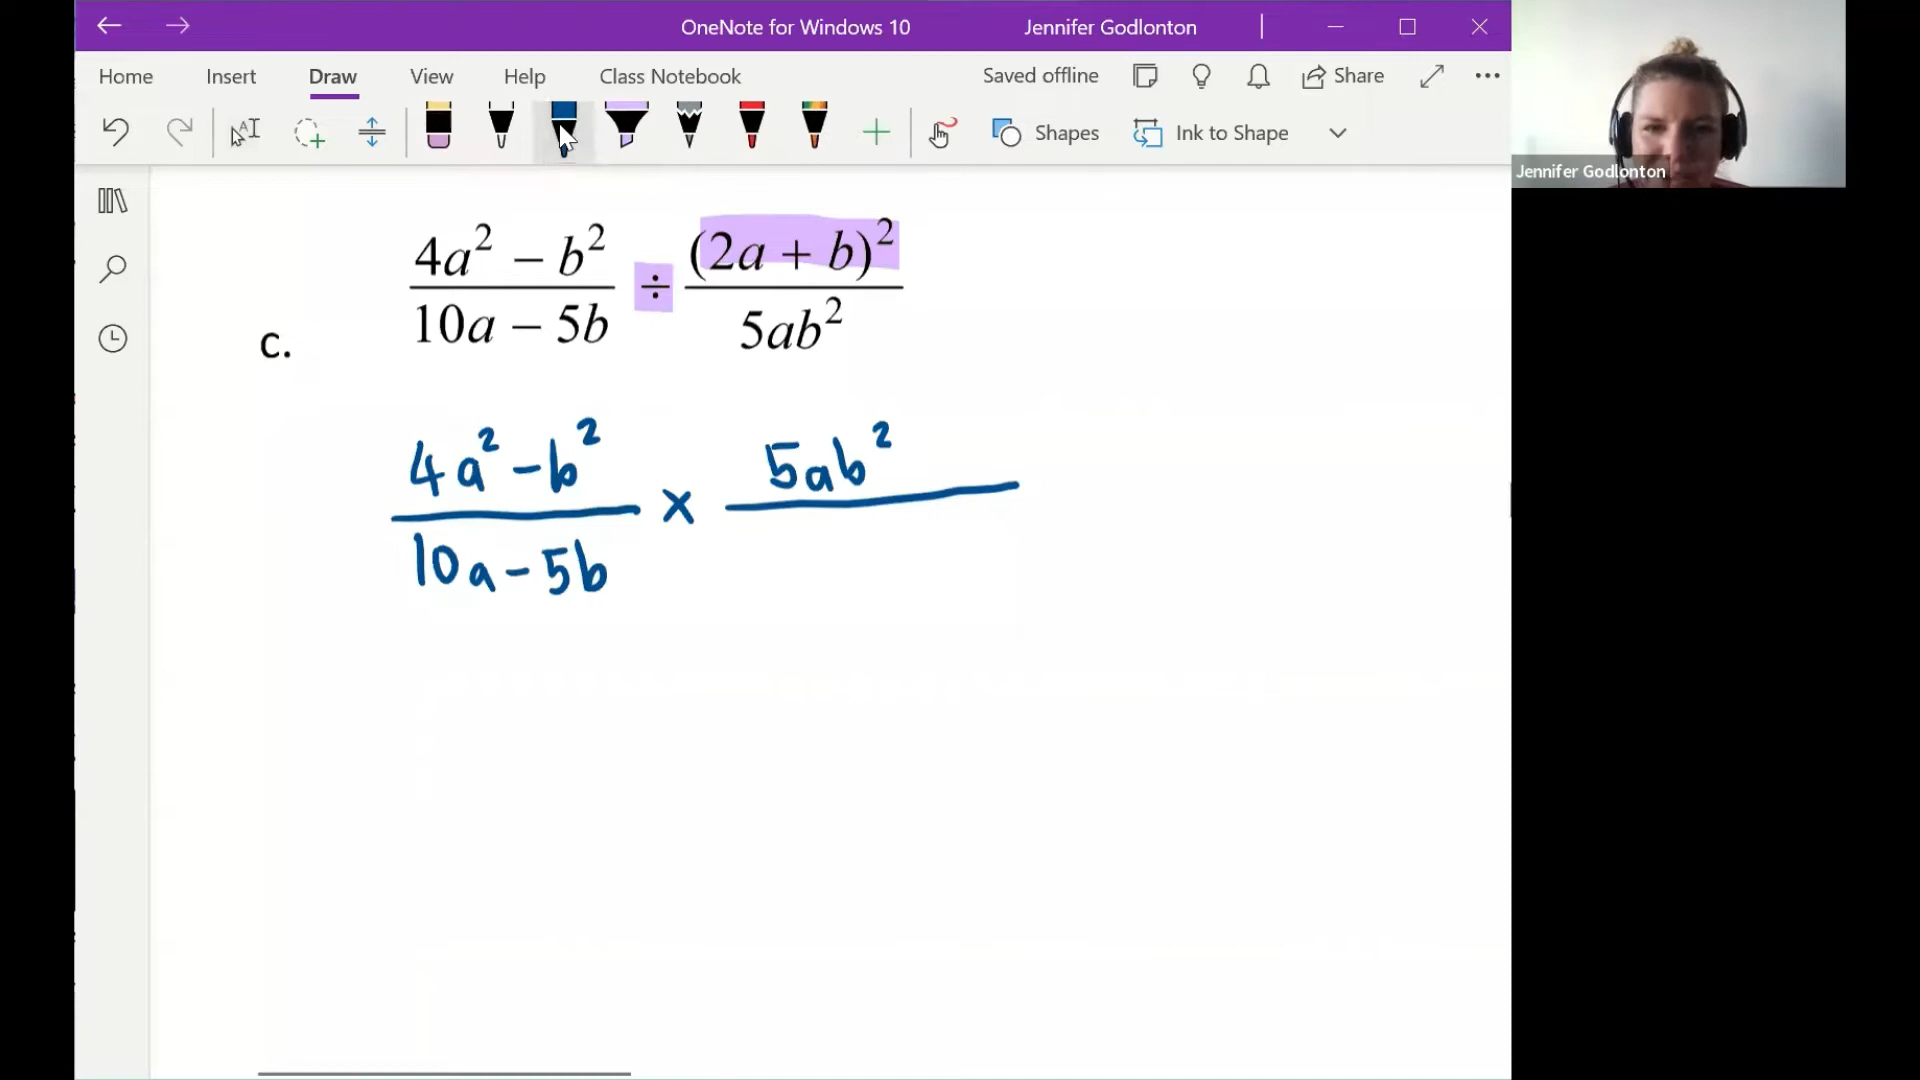 OneNote for Windows 10
Jennifer Godlonton
Home Insert Draw View Help Class Notebook
Saved offline Share
Shapes Ink to Shape
Jennifer Godlonton
c. (4a² − b²)/(10a − 5b) ÷ (2a + b)²/(5ab²)
4a² - b² 5ab²
x
10a - 5b